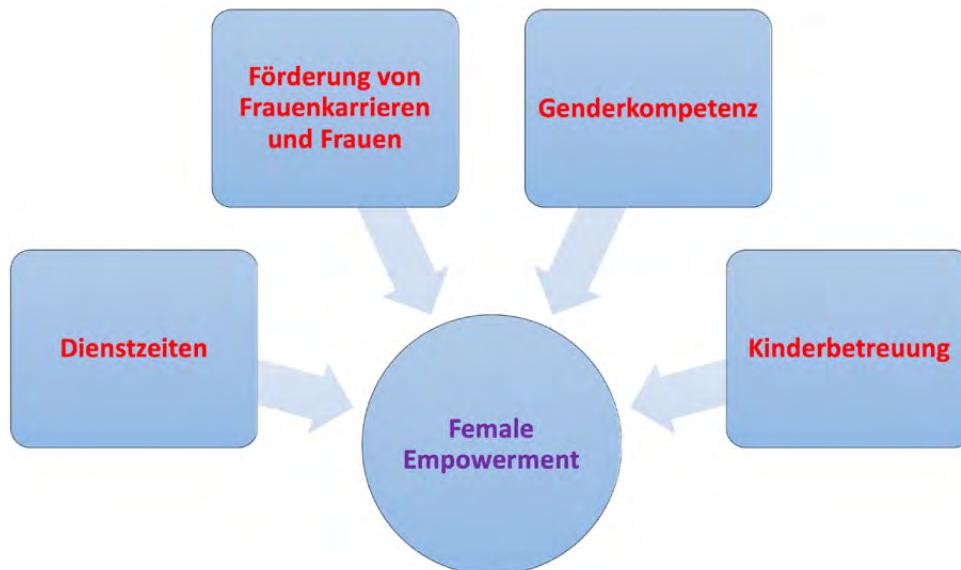 Förderung von
Frauenkarrieren
und Frauen
Genderkompetenz
Dienstzeiten
Kinderbetreuung
Female
Empowerment